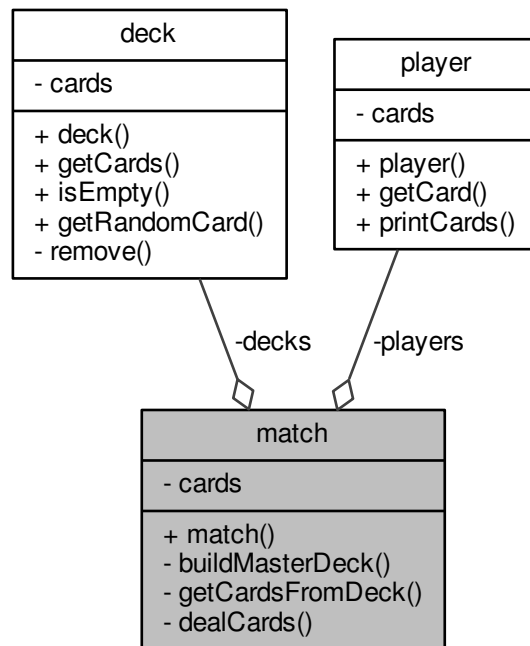 deck
- cards
+ deck()
+ getCards()
+ isEmpty()
+ getRandomCard()
- remove()
player
- cards
+ player()
+ getCard()
+ printCards()
-decks
-players
match
- cards
+ match()
- buildMasterDeck()
- getCardsFromDeck()
- dealCards()